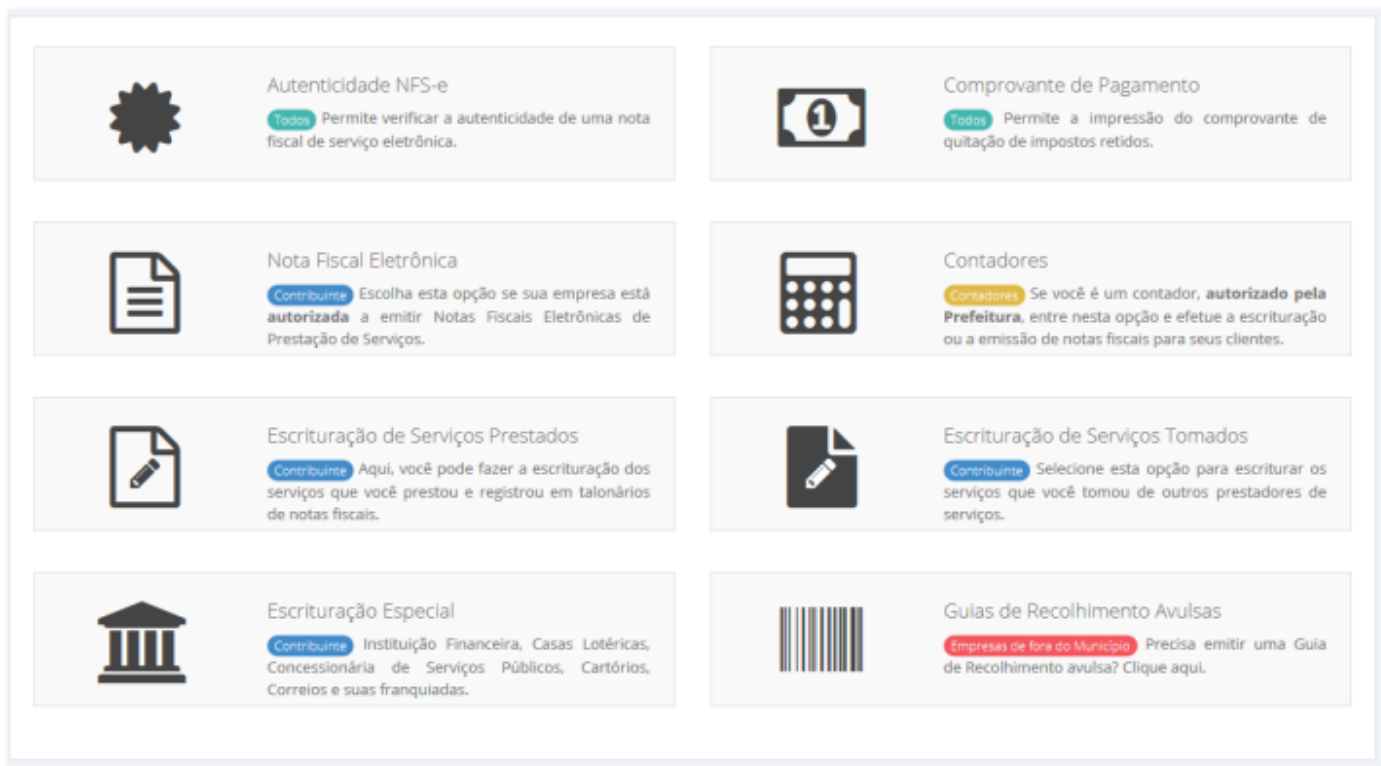 Autenticidade NFS-e
Todos Permite verificar a autenticidade de uma nota
fiscal de serviço eletrônica.
1
Comprovante de Pagamento
Todos Permite a impressão do comprovante de
quitação de impostos retidos.
Nota Fiscal Eletrônica
Contribuinte Escolha esta opção se sua empresa está
autorizada a emitir Notas Fiscais Eletrônicas de
Prestação de Serviços.
Contadores
Contadores Se você é um contador, autorizado pela
Prefeitura, entre nesta opção e efetue a escrituração
ou a emissão de notas fiscais para seus clientes.
Escrituração de Serviços Prestados
Contribuinte Aqui, você pode fazer a escrituração dos
serviços que você prestou e registrou em talonários
de notas fiscais.
Escrituração de Serviços Tomados
Contribuinte Selecione esta opção para escriturar os
serviços que você tomou de outros prestadores de
serviços.
Escrituração Especial
Contribuinte Instituição Financeira, Casas Lotéricas,
Concessionária de Serviços Públicos, Cartórios,
Correios e suas franquiadas.
Guias de Recolhimento Avulsas
Empresas de fora do Município Precisa emitir uma Guia
de Recolhimento avulsa? Clique aqui.